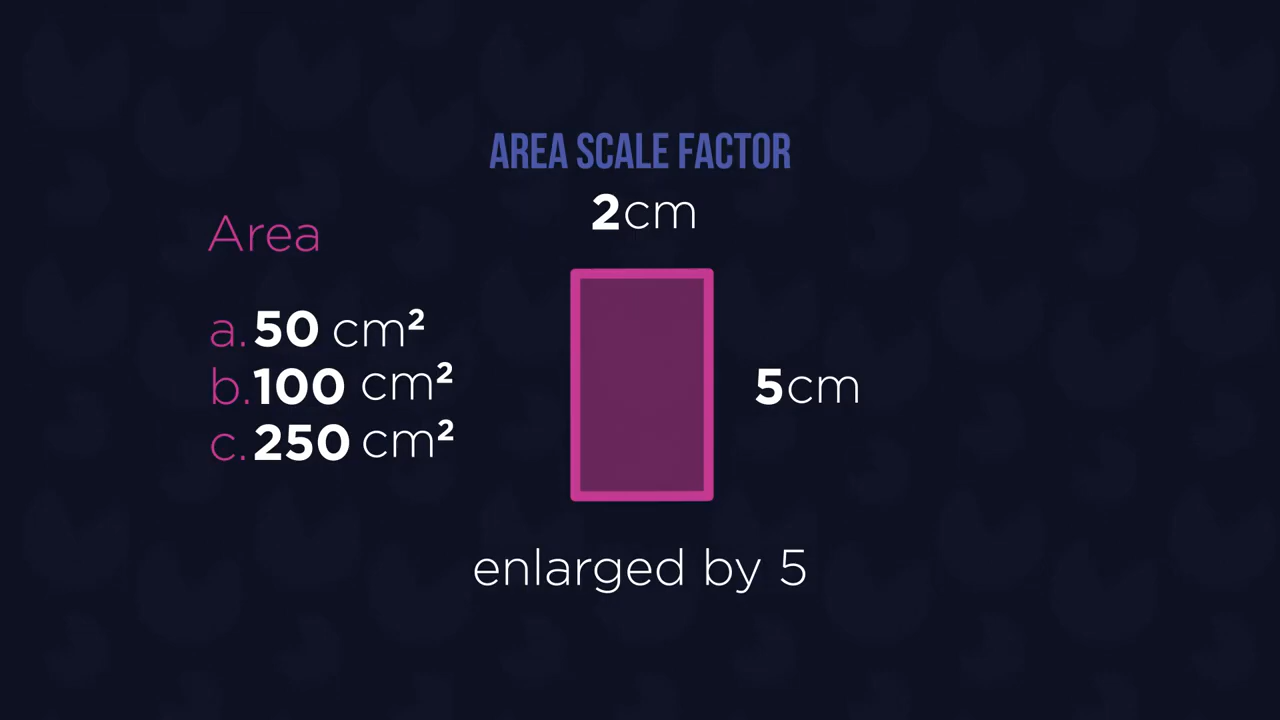 AREA SCALE FACTOR
2cm
Area
a. 50 cm²
b. 100 cm²
c. 250 cm²
5cm
enlarged by 5